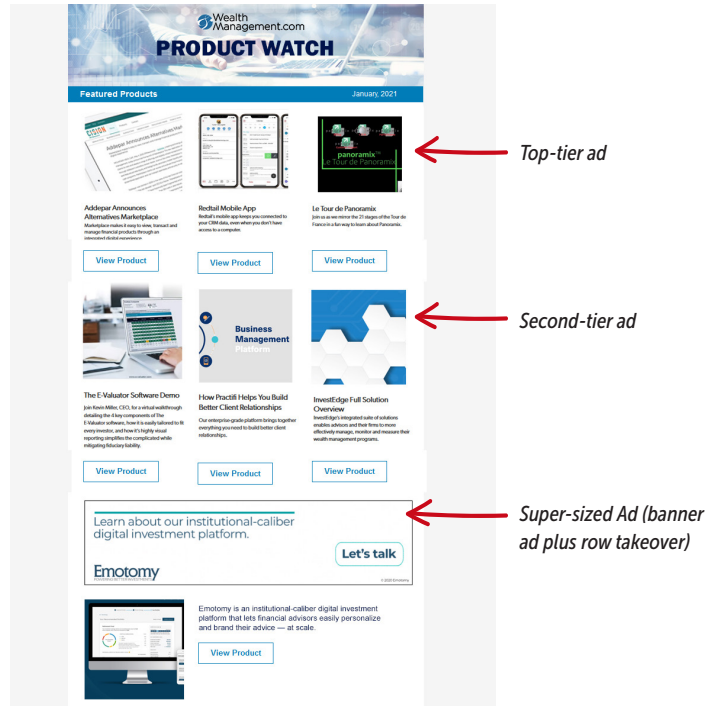 Wealth
Management.com
PRODUCT WATCH
Featured Products
January, 2021
CISION
Addepar Announces Alternatives
panoramix™
Le Tour de Panoramix
Top-tier ad
Addepar Announces
Alternatives Marketplace
Marketplace makes it easy to view, transact and
manage financial products through an
integrated digital experience
Redtail Mobile App
Redtail's mobile app keeps you connected to
your CRM data, even when you don't have
access to a computer.
Le Tour de Panoramix
Join us as we mirror the 21 stages of the Tour de
France in a fun way to learn about Panoramix.
View Product
View Product
View Product
Business
Management
Platform
Second-tier ad
The E-Valuator Software Demo
Join Kevin Miller, CEO, for a virtual walkthrough
detailing the 4 key components of The
E-Valuator software, how it is easily tailored to fit
every investor, and how it's highly visual
reporting simplifies the complicated while
mitigating fiduciary liability.
How Practifi Helps You Build
Better Client Relationships
Our enterprise-grade platform brings together
everything you need to build better client
relationships.
InvestEdge Full Solution
Overview
InvestEdge's integrated suite of solutions
enables advisors and their firms to more
effectively manage, monitor and measure their
wealth management programs.
View Product
View Product
View Product
Learn about our institutional-caliber
digital investment platform.
Let's talk
Emotomy
© 2020 Emotomy
Super-sized Ad (banner
ad plus row takeover)
Emotomy is an institutional-caliber digital investment
platform that lets financial advisors easily personalize
and brand their advice — at scale.
View Product